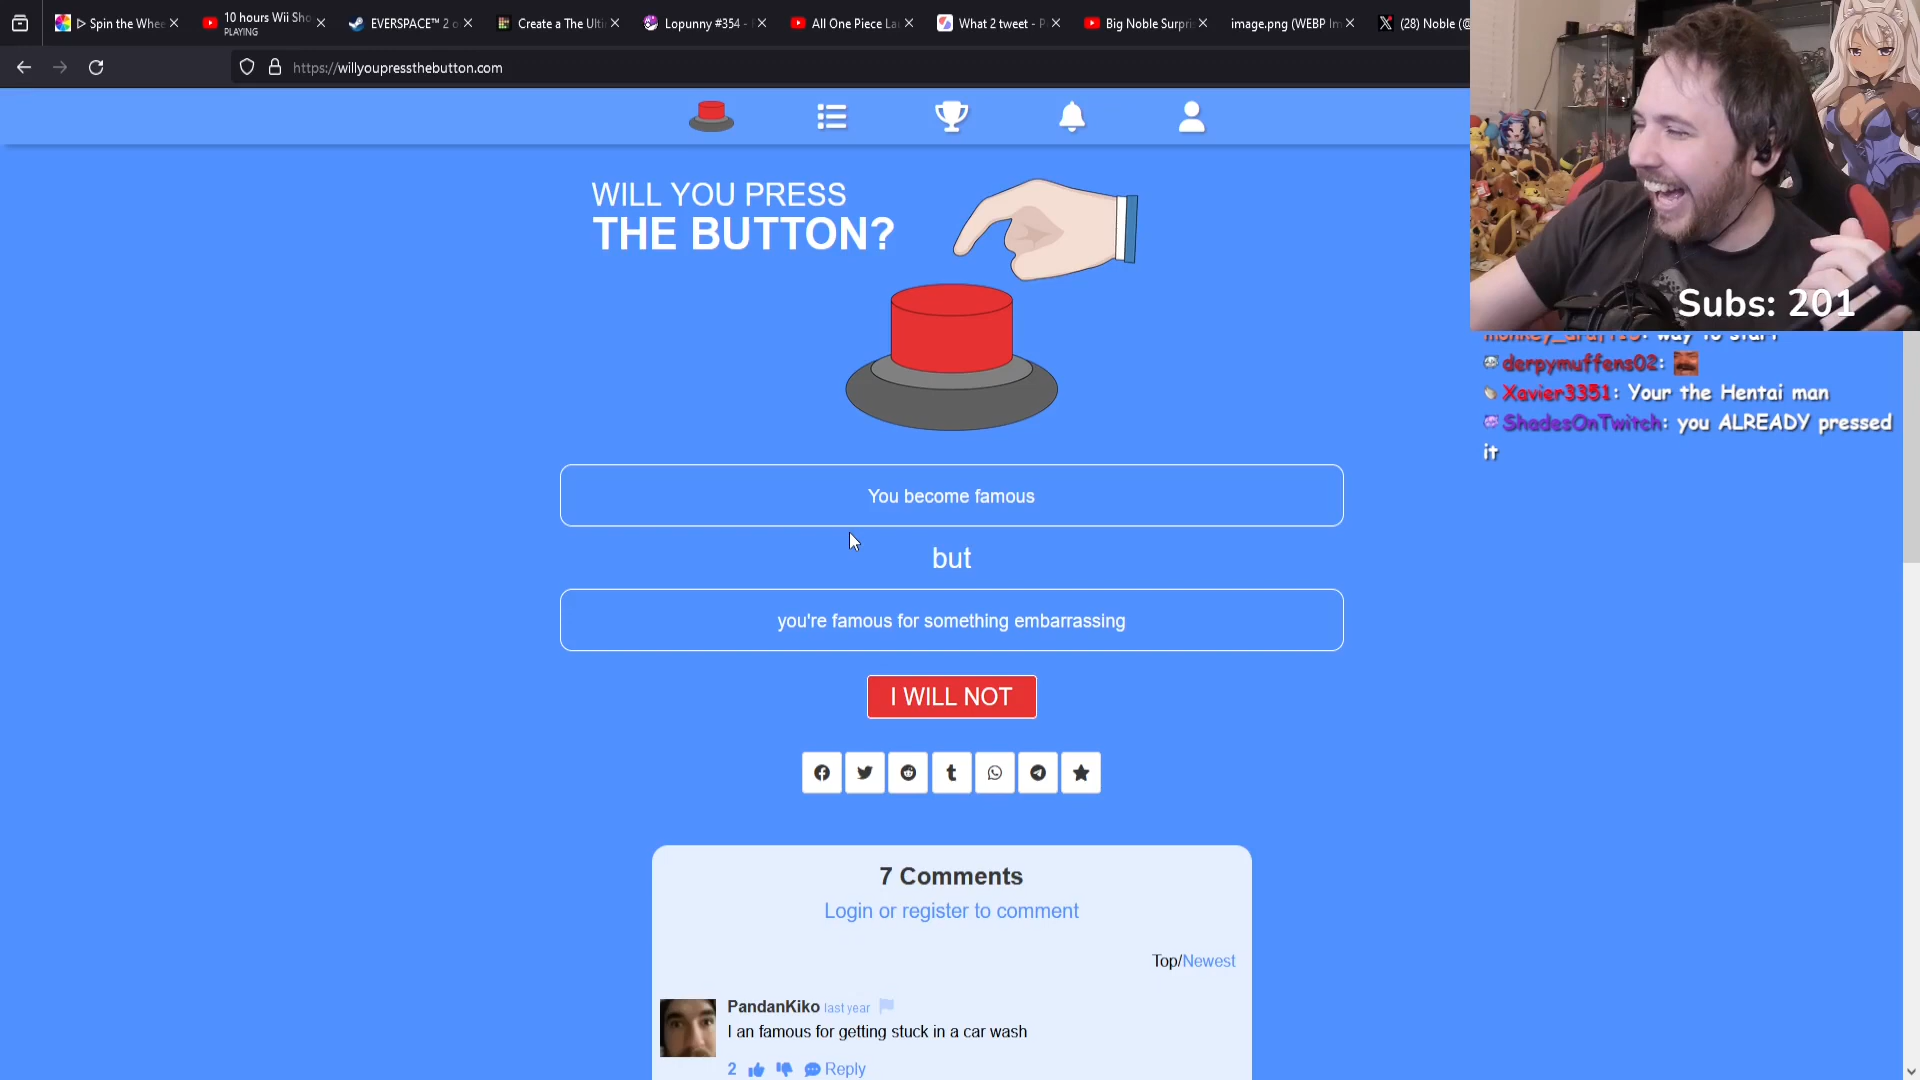 Spin the Whee
10 hours Wii Sho
PLAYING
EVERSPACE™ 2 o
Create a The Ulti
Lopunny #354 -
All One Piece La
What 2 tweet - P
Big Noble Surpri
image.png (WEBP Im
(28) Noble (@
https://willyoupressthebutton.com
WILL YOU PRESS
THE BUTTON?
Subs: 201
way to start
derpymuffens02:
Xavier3351: Your the Hentai man
ShadesOnTwitch: you ALREADY pressed
it
You become famous
but
you're famous for something embarrassing
I WILL NOT
7 Comments
Login or register to comment
Top/Newest
PandanKiko last year
I an famous for getting stuck in a car wash
2 Reply